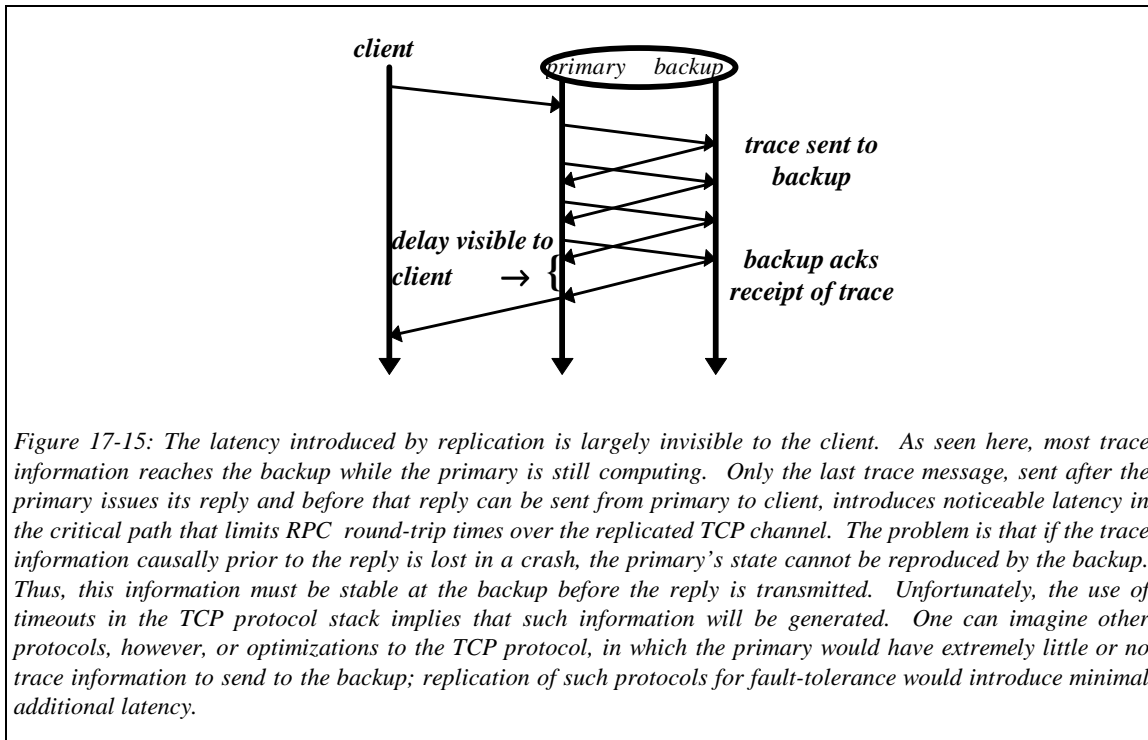 client
primary backup
trace sent to
backup
delay visible to
client → {
backup acks
receipt of trace
Figure 17-15: The latency introduced by replication is largely invisible to the client. As seen here, most trace
information reaches the backup while the primary is still computing. Only the last trace message, sent after the
primary issues its reply and before that reply can be sent from primary to client, introduces noticeable latency in
the critical path that limits RPC round-trip times over the replicated TCP channel. The problem is that if the trace
information causally prior to the reply is lost in a crash, the primary's state cannot be reproduced by the backup.
Thus, this information must be stable at the backup before the reply is transmitted. Unfortunately, the use of
timeouts in the TCP protocol stack implies that such information will be generated. One can imagine other
protocols, however, or optimizations to the TCP protocol, in which the primary would have extremely little or no
trace information to send to the backup; replication of such protocols for fault-tolerance would introduce minimal
additional latency.